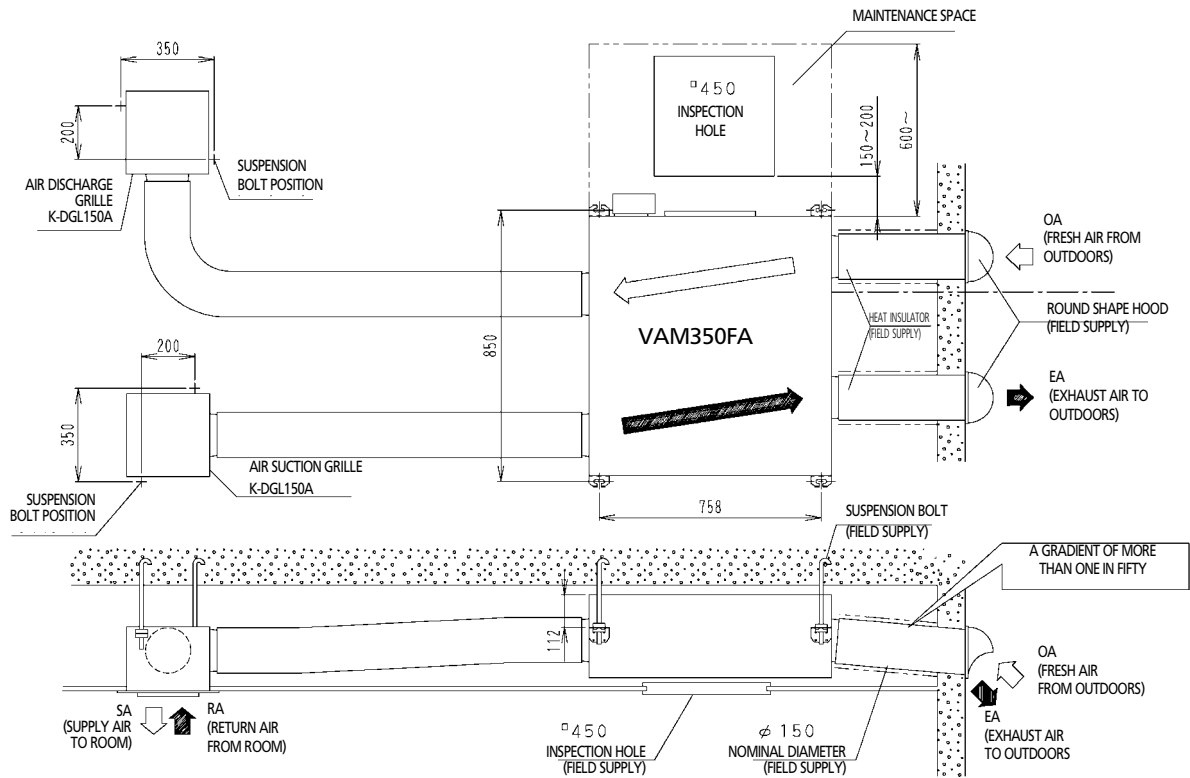 MAINTENANCE SPACE
350
□450
INSPECTION
HOLE
200
150~200
600~
SUSPENSION
BOLT POSITION
AIR DISCHARGE
GRILLE
K-DGL150A
OA
(FRESH AIR FROM
OUTDOORS)
HEAT INSULATOR
(FIELD SUPPLY)
ROUND SHAPE HOOD
(FIELD SUPPLY)
VAM350FA
850
200
EA
(EXHAUST AIR TO
OUTDOORS)
350
AIR SUCTION GRILLE
K-DGL150A
SUSPENSION
BOLT POSITION
758
SUSPENSION BOLT
(FIELD SUPPLY)
A GRADIENT OF MORE
THAN ONE IN FIFTY
112
OA
(FRESH AIR
FROM OUTDOORS)
SA
(SUPPLY AIR
TO ROOM)
RA
(RETURN AIR
FROM ROOM)
□450
INSPECTION HOLE
(FIELD SUPPLY)
φ 150
NOMINAL DIAMETER
(FIELD SUPPLY)
EA
(EXHAUST AIR
TO OUTDOORS